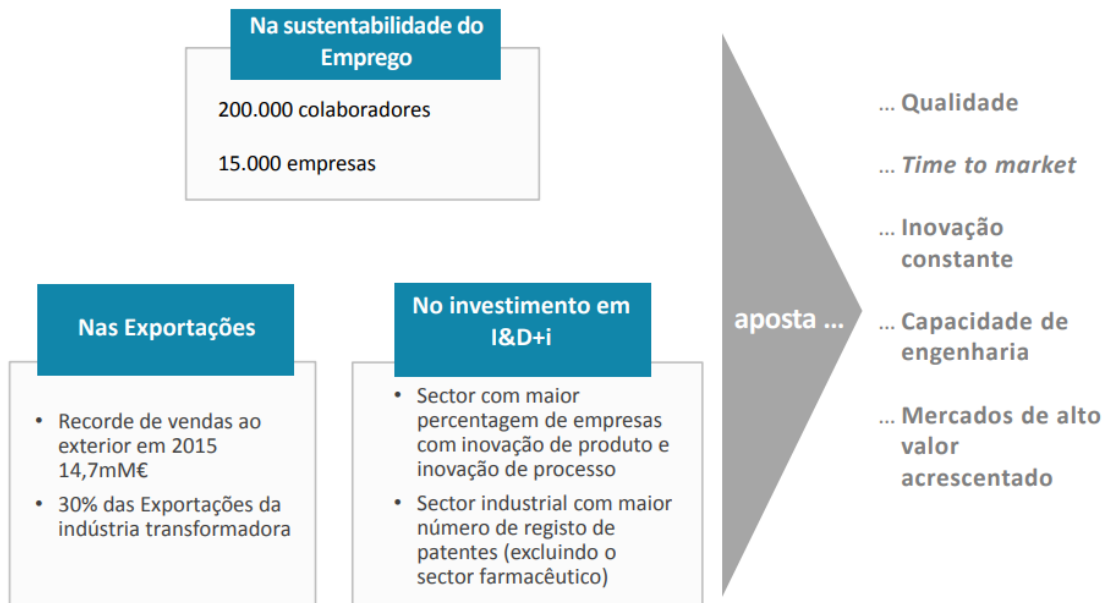 Na sustentabilidade do
Emprego
200.000 colaboradores
15.000 empresas
Nas Exportações
• Recorde de vendas ao
exterior em 2015
14,7mM€
• 30% das Exportações da
indústria transformadora
No investimento em
I&D+i
• Sector com maior
percentagem de empresas
com inovação de produto e
inovação de processo
• Sector industrial com maior
número de registo de
patentes (excluindo o
sector farmacêutico)
aposta ...
... Qualidade
... Time to market
... Inovação
constante
... Capacidade de
engenharia
... Mercados de alto
valor
acrescentado